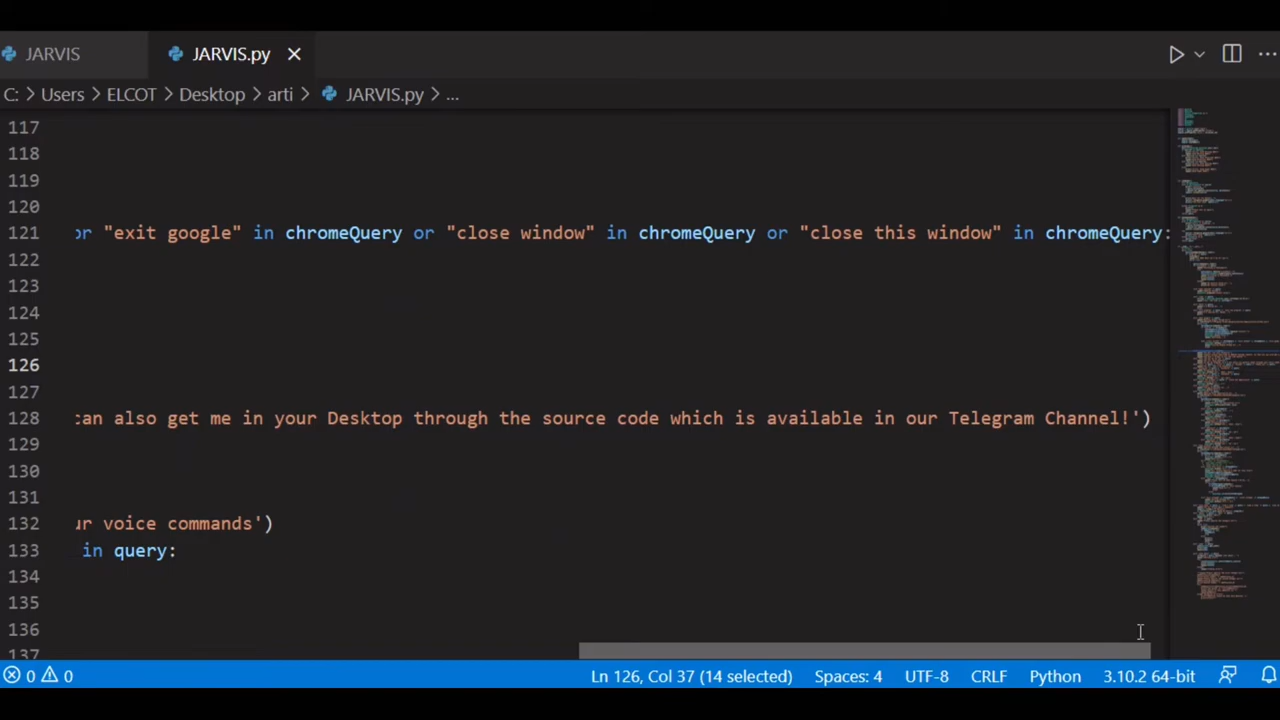 JARVIS JARVIS.py
C: > Users > ELCOT > Desktop > arti > JARVIS.py > ...
117
118
119
120
121 or "exit google" in chromeQuery or "close window" in chromeQuery or "close this window" in chromeQuery:
122
123
124
125
126
127
128 can also get me in your Desktop through the source code which is available in our Telegram Channel!')
129
130
131
132 ur voice commands')
133 in query:
134
135
136
137
0 0 Ln 126, Col 37 (14 selected) Spaces: 4 UTF-8 CRLF Python 3.10.2 64-bit